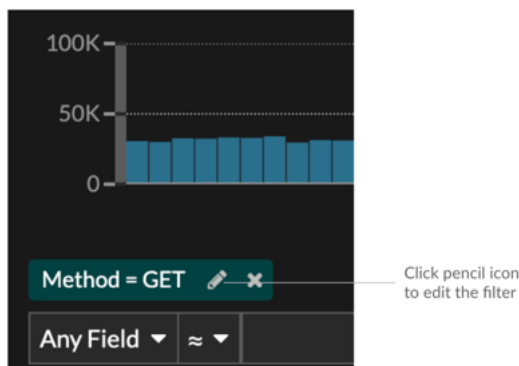 100K
50K
0
Method = GET
Click pencil icon
to edit the filter
Any Field
≈